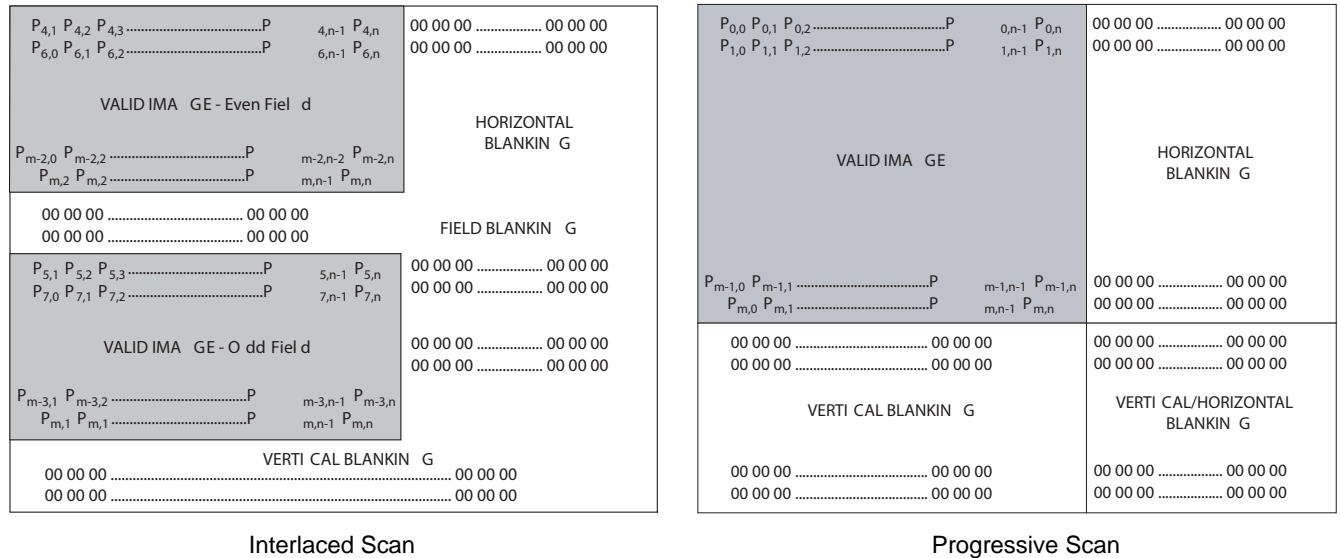 P4,1 P4,2 P4,3 ................................................P 4,n-1 P4,n 00 00 00 ................. 00 00 00
P6,0 P6,1 P6,2 ................................................P 6,n-1 P6,n 00 00 00 ................. 00 00 00
VALID IMA GE - Even Fiel d
HORIZONTAL
BLANKIN G
Pm-2,0 Pm-2,2 ....................................P m-2,n-2 Pm-2,n
Pm,2 Pm,2 ....................................P m,n-1 Pm,n
00 00 00 .................................... 00 00 00
00 00 00 .................................... 00 00 00
FIELD BLANKIN G
P5,1 P5,2 P5,3 ....................................P 5,n-1 P5,n 00 00 00 ................. 00 00 00
P7,0 P7,1 P7,2 ....................................P 7,n-1 P7,n 00 00 00 ................. 00 00 00
VALID IMA GE - O dd Fiel d
00 00 00 ................. 00 00 00
00 00 00 ................. 00 00 00
Pm-3,1 Pm-3,2 ....................................P m-3,n-1 Pm-3,n
Pm,1 Pm,1 ....................................P m,n-1 Pm,n
VERTI CAL BLANKIN G
00 00 00 ........................................................................................ 00 00 00
00 00 00 ........................................................................................ 00 00 00
Interlaced Scan
P0,0 P0,1 P0,2 ....................................P 0,n-1 P0,n 00 00 00 ................. 00 00 00
P1,0 P1,1 P1,2 ....................................P 1,n-1 P1,n 00 00 00 ................. 00 00 00
VALID IMA GE
HORIZONTAL
BLANKIN G
Pm-1,0 Pm-1,1 ....................................P m-1,n-1 Pm-1,n 00 00 00 ................. 00 00 00
Pm,0 Pm,1 ....................................P m,n-1 Pm,n 00 00 00 ................. 00 00 00
00 00 00 .................................... 00 00 00 00 00 00 ................. 00 00 00
00 00 00 .................................... 00 00 00 00 00 00 ................. 00 00 00
VERTI CAL BLANKIN G
VERTI CAL/HORIZONTAL
BLANKIN G
00 00 00 .................................... 00 00 00 00 00 00 ................. 00 00 00
00 00 00 .................................... 00 00 00 00 00 00 ................. 00 00 00
Progressive Scan